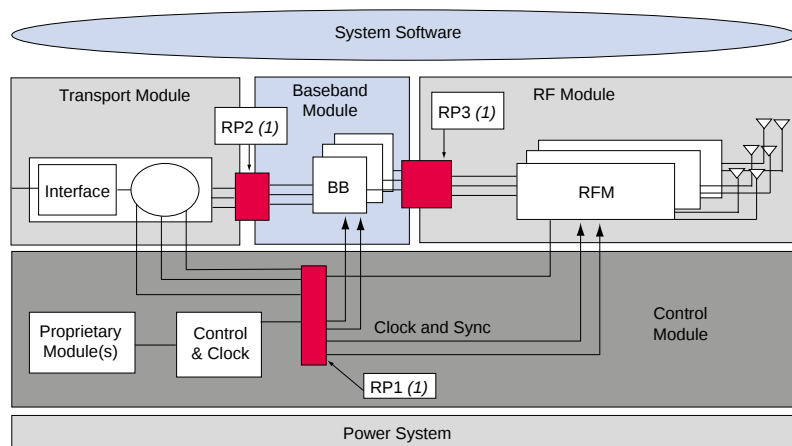 System Software
Transport Module
Baseband
Module
RF Module
RP2 (1)
RP3 (1)
Interface
BB
RFM
Proprietary
Module(s)
Control
& Clock
Clock and Sync
Control
Module
RP1 (1)
Power System